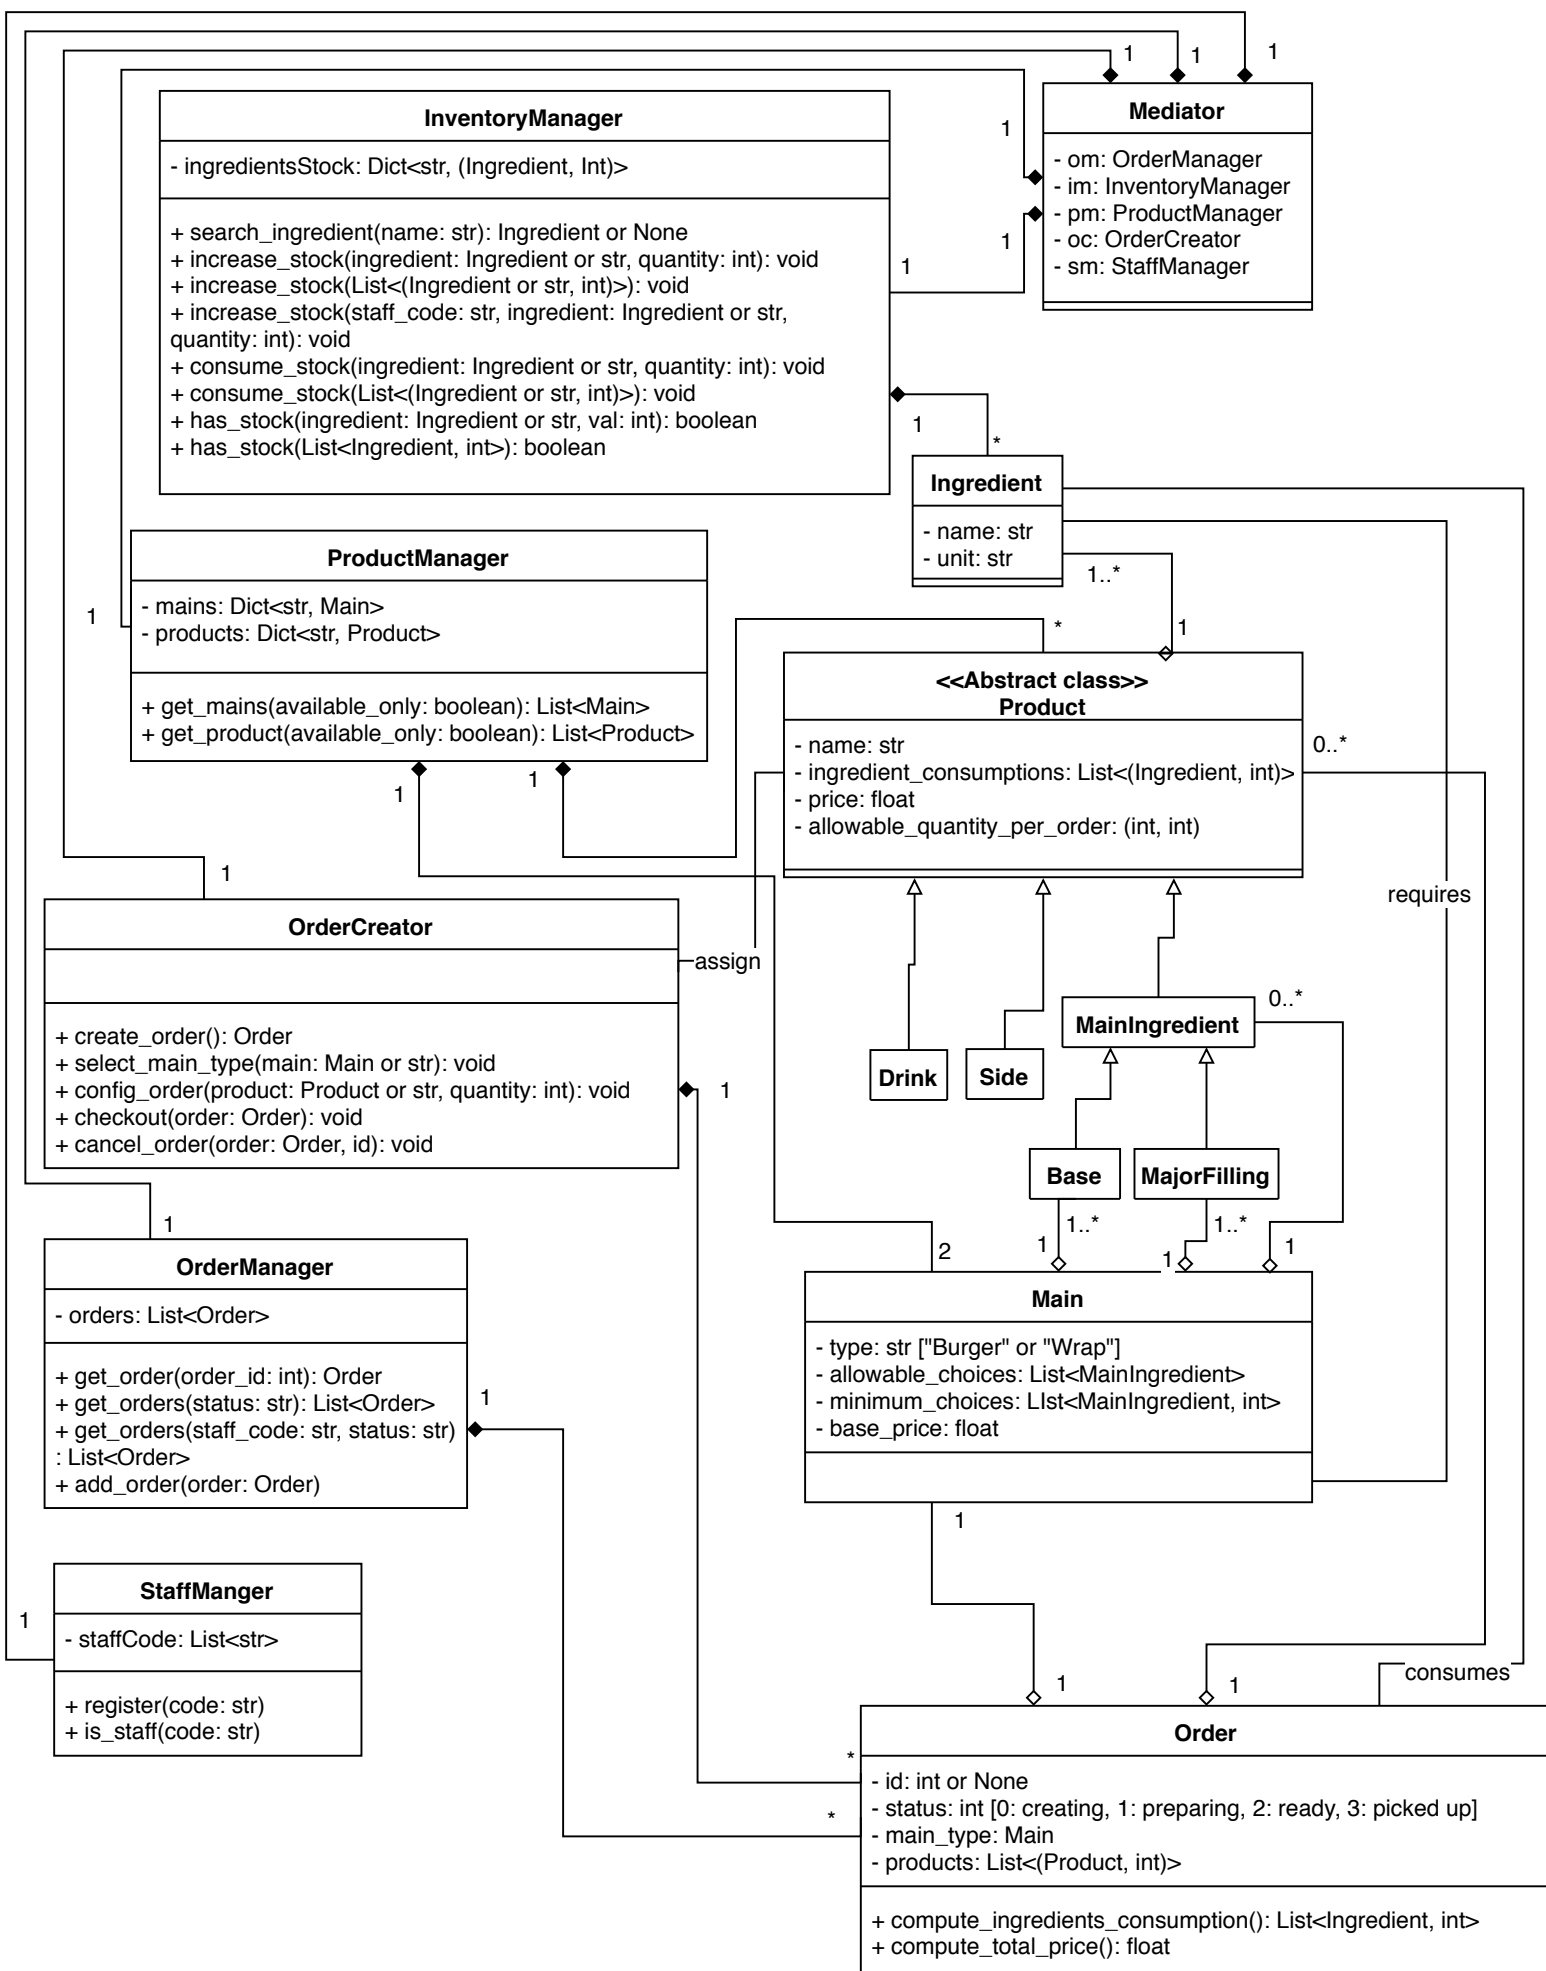 1
1
1
Mediator
- om: OrderManager
- im: InventoryManager
- pm: ProductManager
- oc: OrderCreator
- sm: StaffManager
1
1
1
InventoryManager
- ingredientsStock: Dict<str, (Ingredient, Int)>
+ search_ingredient(name: str): Ingredient or None
+ increase_stock(ingredient: Ingredient or str, quantity: int): void
+ increase_stock(List<(Ingredient or str, int)>): void
+ increase_stock(staff_code: str, ingredient: Ingredient or str,
quantity: int): void
+ consume_stock(ingredient: Ingredient or str, quantity: int): void
+ consume_stock(List<(Ingredient or str, int)>): void
+ has_stock(ingredient: Ingredient or str, val: int): boolean
+ has_stock(List<Ingredient, int>): boolean
1
*
Ingredient
- name: str
- unit: str
1..*
1
ProductManager
- mains: Dict<str, Main>
- products: Dict<str, Product>
+ get_mains(available_only: boolean): List<Main>
+ get_product(available_only: boolean): List<Product>
1
1
1
*
<<Abstract class>>
Product
- name: str
- ingredient_consumptions: List<(Ingredient, int)>
- price: float
- allowable_quantity_per_order: (int, int)
0..*
requires
1
OrderCreator
+ create_order(): Order
+ select_main_type(main: Main or str): void
+ config_order(product: Product or str, quantity: int): void
+ checkout(order: Order): void
+ cancel_order(order: Order, id): void
assign
1
MainIngredient
0..*
Drink
Side
Base
MajorFilling
1..*
1..*
1
1
1
2
1
OrderManager
- orders: List<Order>
+ get_order(order_id: int): Order
+ get_orders(status: str): List<Order>
+ get_orders(staff_code: str, status: str)
: List<Order>
+ add_order(order: Order)
1
Main
- type: str ["Burger" or "Wrap"]
- allowable_choices: List<MainIngredient>
- minimum_choices: LIst<MainIngredient, int>
- base_price: float
1
StaffManger
- staffCode: List<str>
+ register(code: str)
+ is_staff(code: str)
1
consumes
1
1
*
*
Order
- id: int or None
- status: int [0: creating, 1: preparing, 2: ready, 3: picked up]
- main_type: Main
- products: List<(Product, int)>
+ compute_ingredients_consumption(): List<Ingredient, int>
+ compute_total_price(): float